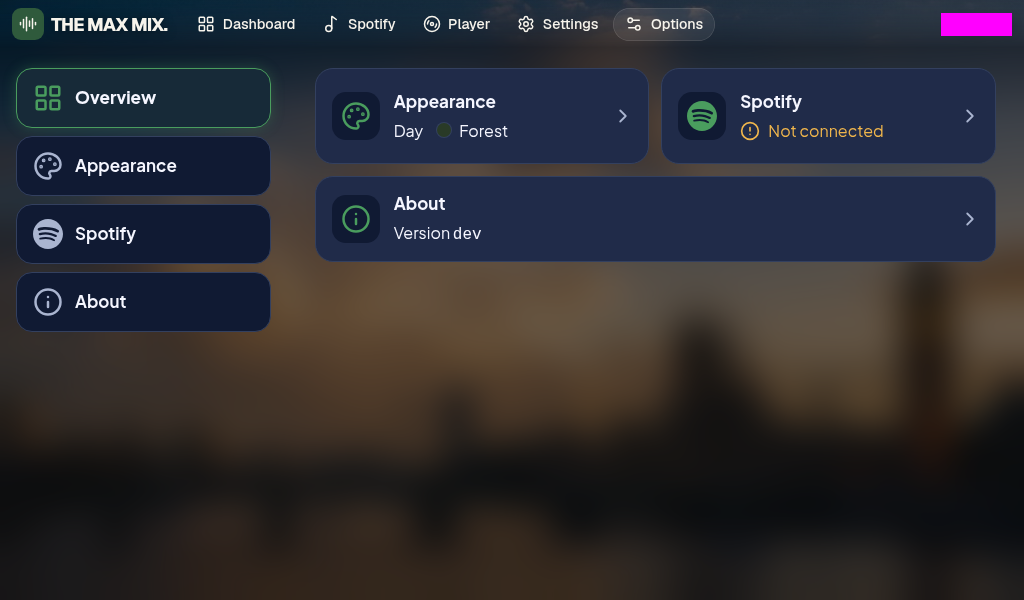 THE MAX MIX.
Dashboard
Spotify
Player
Settings
Options
Overview
Appearance
Spotify
About
Appearance
Day Forest
Spotify
Not connected
About
Version dev